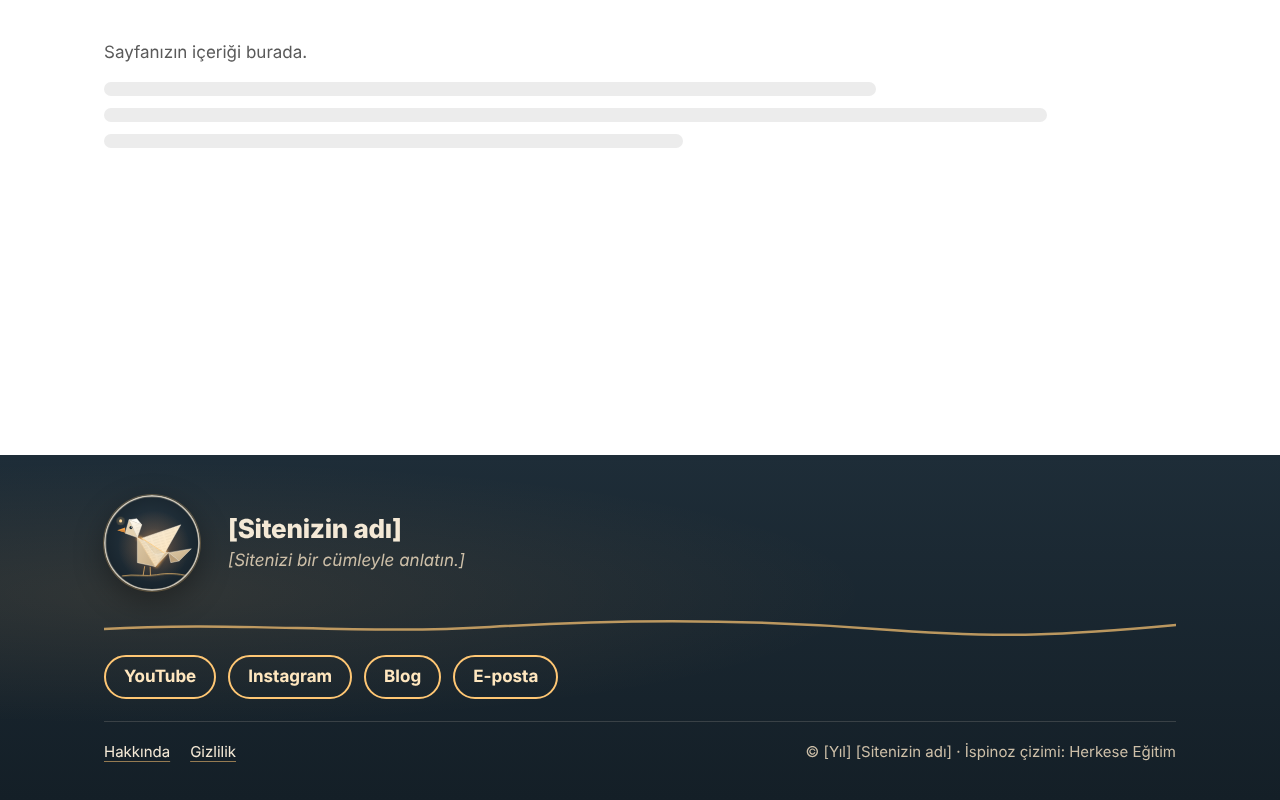 Sayfanızın içeriği burada.
[Sitenizin adı]
[Sitenizi bir cümleyle anlatın.]
YouTube
Instagram
Blog
E-posta
Hakkında
Gizlilik
© [Yıl] [Sitenizin adı] · İspinoz çizimi: Herkese Eğitim